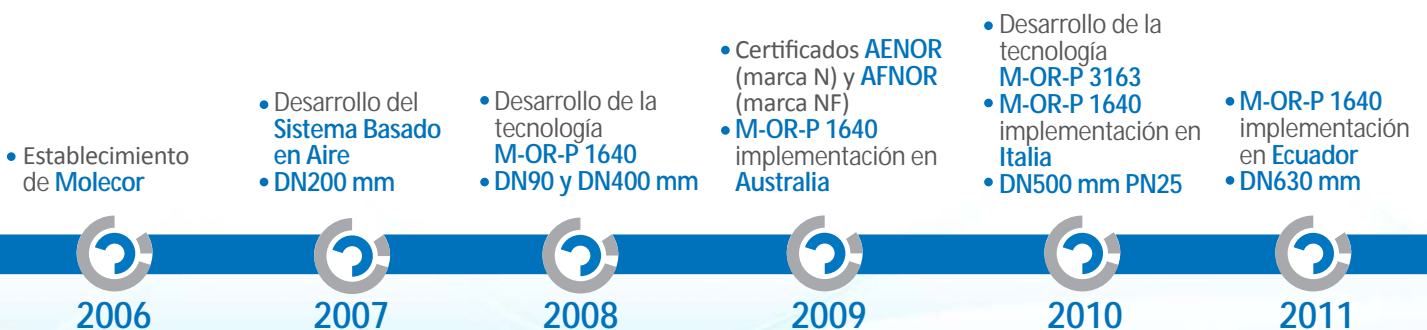 • Establecimiento
de Molecor
2006
• Desarrollo del
Sistema Basado
en Aire
• DN200 mm
2007
• Desarrollo de la
tecnología
M-OR-P 1640
• DN90 y DN400 mm
2008
• Certificados AENOR
(marca N) y AFNOR
(marca NF)
• M-OR-P 1640
implementación en
Australia
2009
• Desarrollo de la
tecnología
M-OR-P 3163
• M-OR-P 1640
implementación en
Italia
• DN500 mm PN25
2010
• M-OR-P 1640
implementación
en Ecuador
• DN630 mm
2011